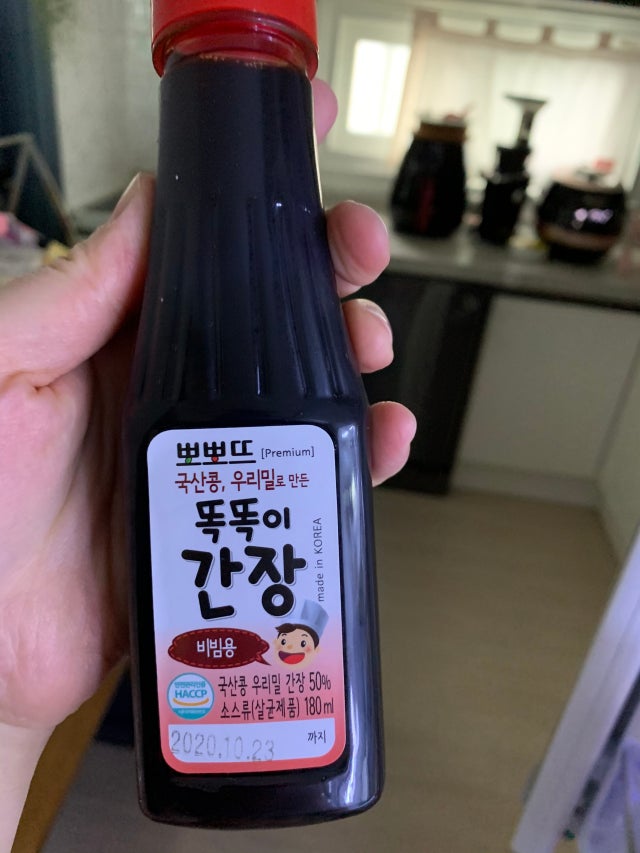 뽀뽀뜨 [Premium]
국산콩, 우리밀로 만든
똑똑이
간장
made in KOREA
비빔용
HACCP
국산콩 우리밀 간장 50%
소스류(살균제품) 180ml
2020.10.23 까지